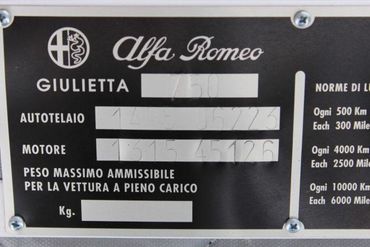 Alfa Romeo
GIULIETTA 750
AUTOTELAIO
MOTORE 1315 45126
PESO MASSIMO AMMISSIBILE
PER LA VETTURA A PIENO CARICO
Kg.
NORME DI
Ogni 500 Km
Each 300 Mile
Ogni 4000 Km
Each 2500 Mile
Ogni 10000 Km
Each 6000 Mile